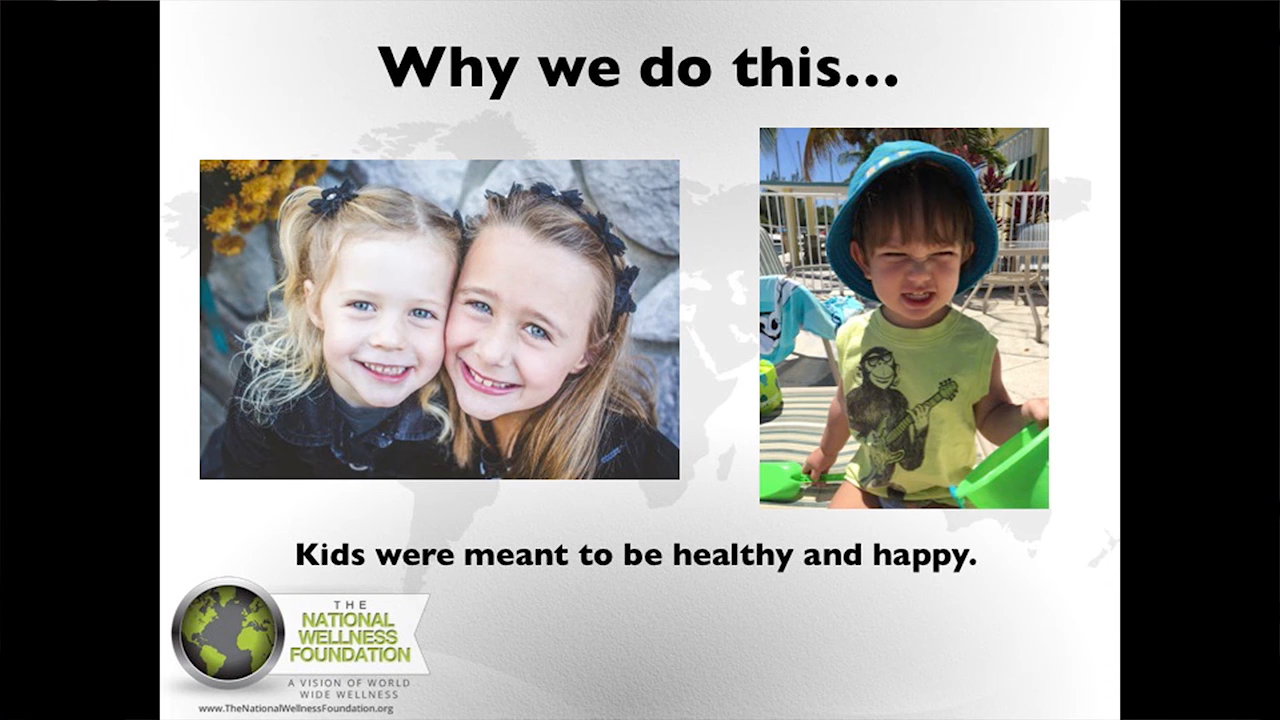 Why we do this...
Kids were meant to be healthy and happy.
THE
NATIONAL
WELLNESS
FOUNDATION
A VISION OF WORLD
WIDE WELLNESS
www.TheNationalWellnessFoundation.org